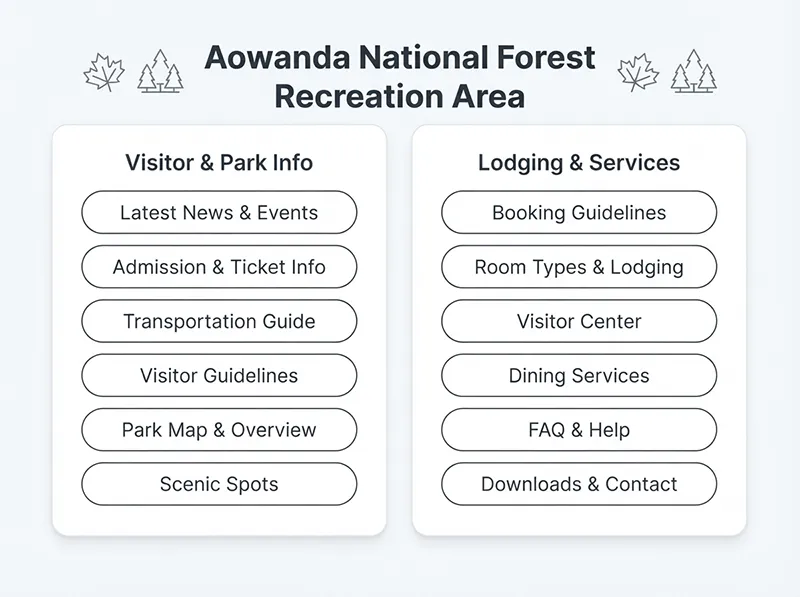 Aowanda National Forest
Recreation Area
Visitor & Park Info
Latest News & Events
Admission & Ticket Info
Transportation Guide
Visitor Guidelines
Park Map & Overview
Scenic Spots
Lodging & Services
Booking Guidelines
Room Types & Lodging
Visitor Center
Dining Services
FAQ & Help
Downloads & Contact